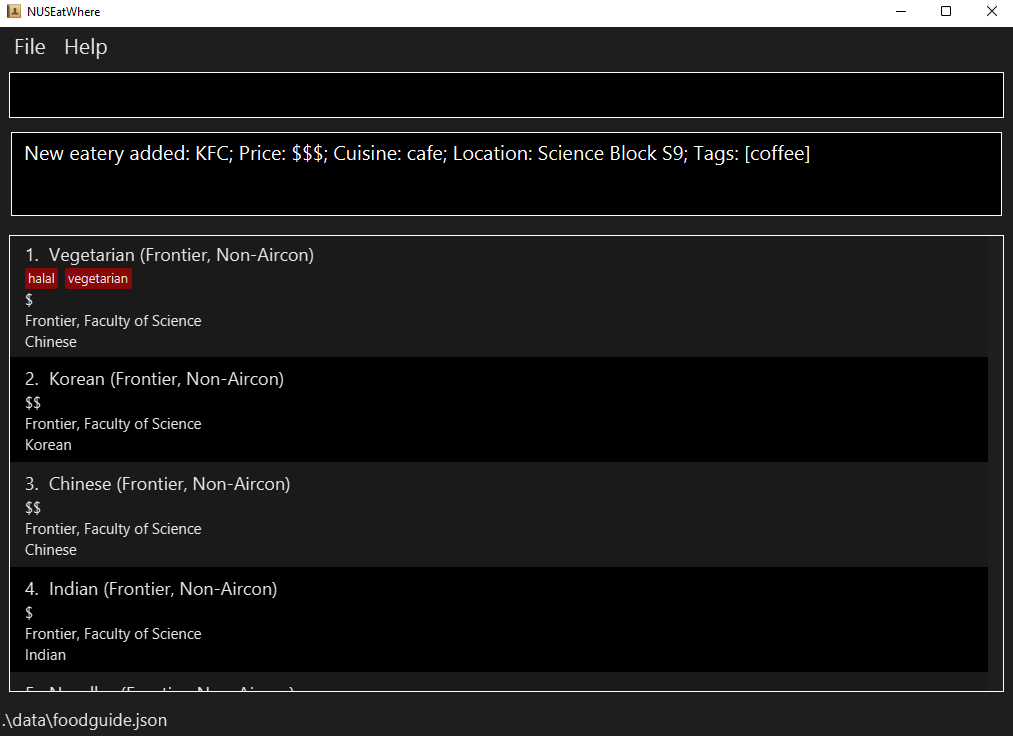 NUSEatWhere
File Help
New eatery added: KFC; Price: $$$; Cuisine: cafe; Location: Science Block S9; Tags: [coffee]
1. Vegetarian (Frontier, Non-Aircon)
halal vegetarian
$
Frontier, Faculty of Science
Chinese
2. Korean (Frontier, Non-Aircon)
$$
Frontier, Faculty of Science
Korean
3. Chinese (Frontier, Non-Aircon)
$$
Frontier, Faculty of Science
Chinese
4. Indian (Frontier, Non-Aircon)
$
Frontier, Faculty of Science
Indian
.\data\foodguide.json